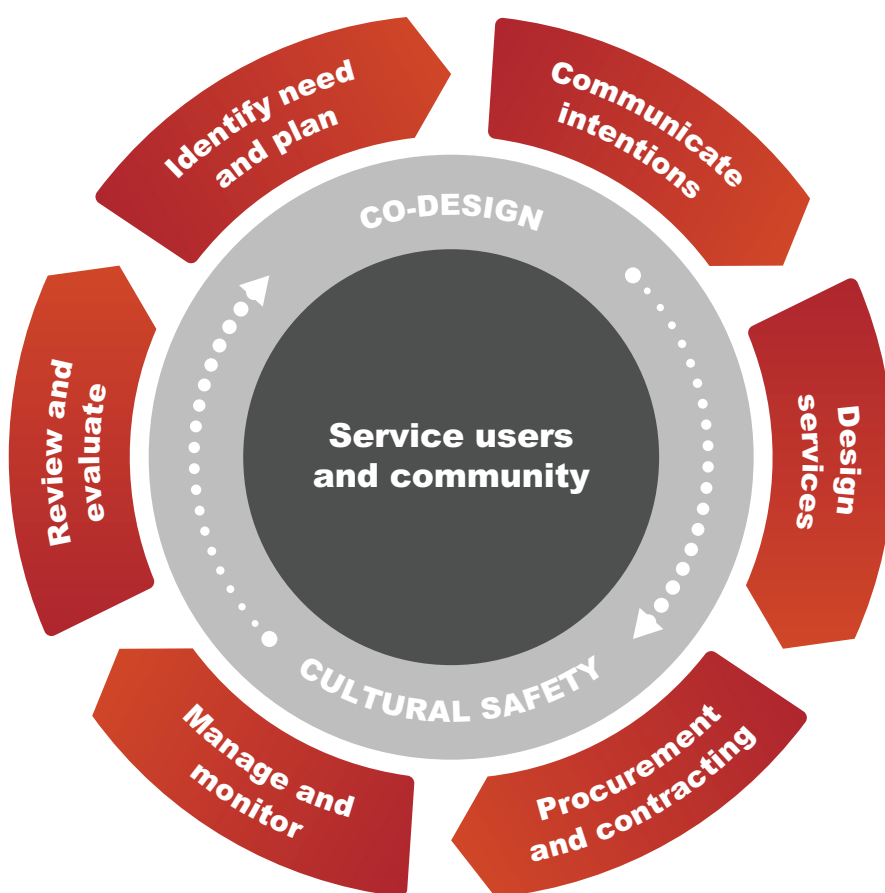 Identify need
and plan
Communicate
intentions
Design
services
Procurement
and contracting
Manage and
monitor
Review and
evaluate
CO-DESIGN
Service users
and community
CULTURAL SAFETY